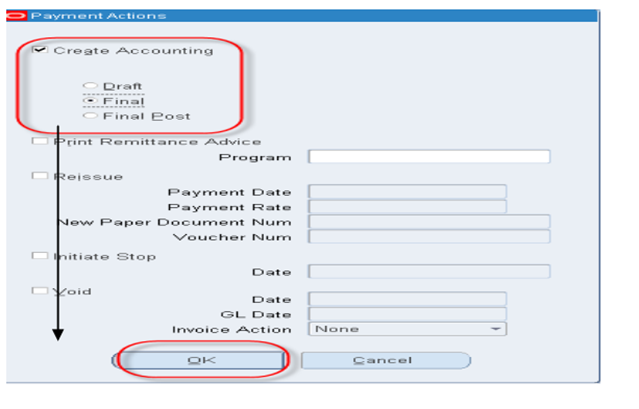 Payment Actions
Create Accounting
Draft
Final
Final Post
Print Remittance Advice
Program
Reissue
Payment Date
Payment Rate
New Paper Document Num
Voucher Num
Initiate Stop
Date
Void
Date
GL Date
Invoice Action None
OK Cancel